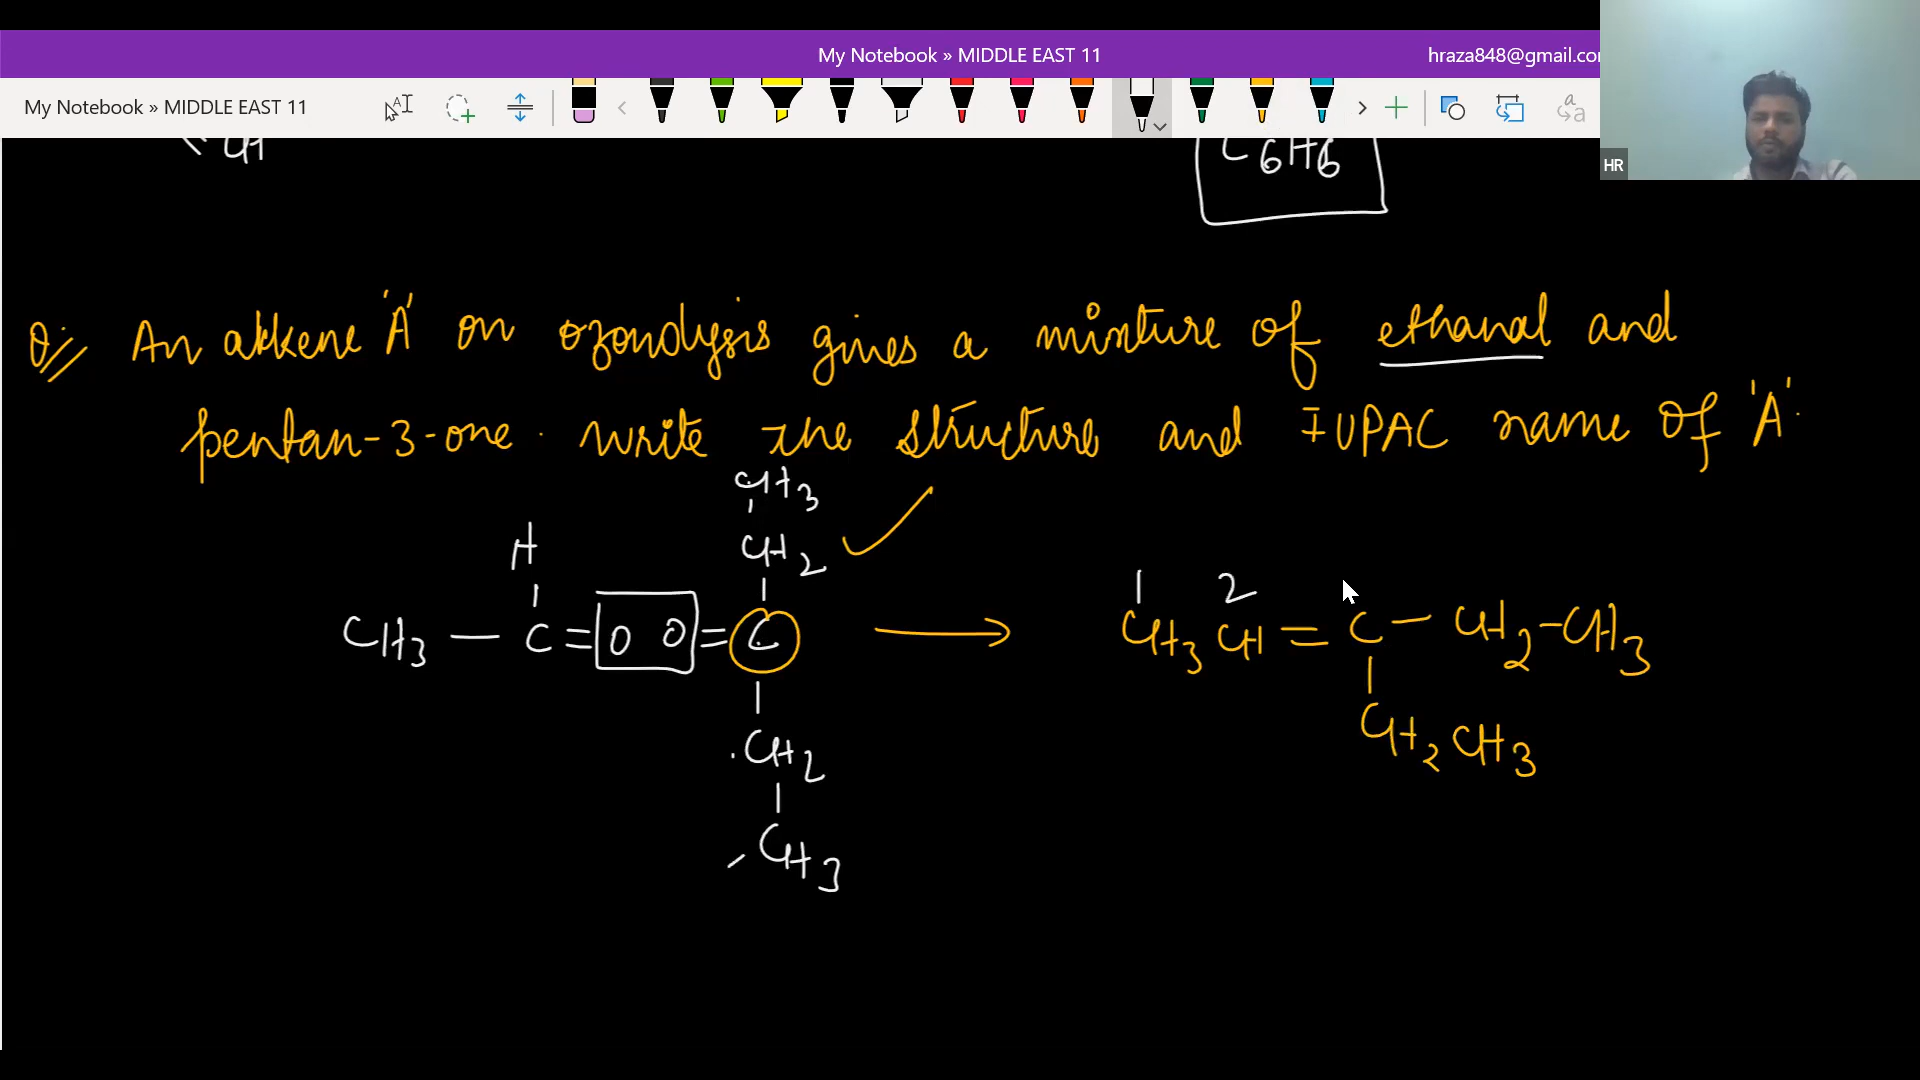 My Notebook » MIDDLE EAST 11
hraza848@gmail.co
My Notebook » MIDDLE EAST 11
HR
CH
C6H6
Q:// An alkene 'A' on ozonolysis gives a mixture of ethanal and
pentan-3-one. write the structure and IUPAC name of 'A'.
CH3
H
CH2
1 2
CH3 — C = O O = C
CH3 CH = C — CH2 - CH3
CH2
CH2 CH3
CH3